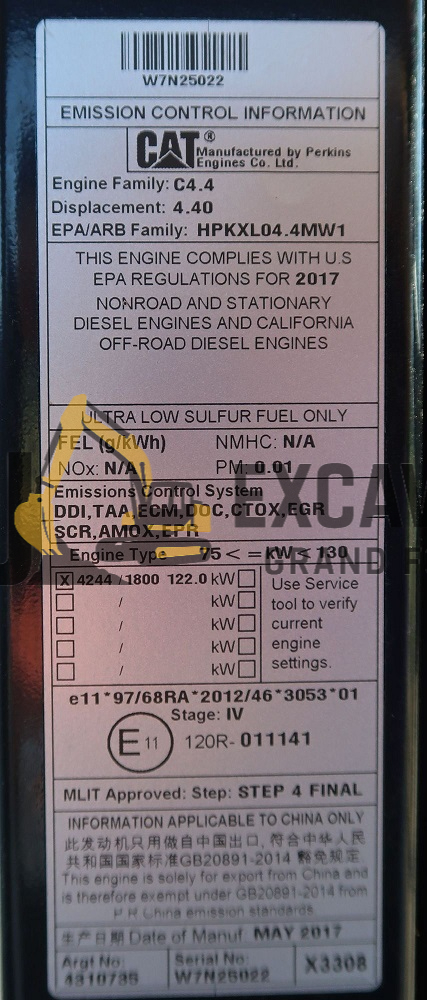 W7N25022
EMISSION CONTROL INFORMATION
CAT® Manufactured by Perkins
Engines Co. Ltd.
Engine Family: C4.4
Displacement: 4.40
EPA/ARB Family: HPKXL04.4MW1
THIS ENGINE COMPLIES WITH U.S
EPA REGULATIONS FOR 2017
NONROAD AND STATIONARY
DIESEL ENGINES AND CALIFORNIA
OFF-ROAD DIESEL ENGINES
ULTRA LOW SULFUR FUEL ONLY
FEL (g/kWh) NMHC: N/A
NOx: N/A PM: 0.01
EXCAV
GRAND F
Emissions Control System
DDI,TAA,ECM,DOC,CTOX,EGR
SCR,AMOX,EPR
Engine Type 75 < = kW < 130
X 4244 / 1800 122.0 kW
/ kW
/ kW
/ kW
/ kW
Use Service
tool to verify
current
engine
settings.
e11*97/68RA*2012/46*3053*01
Stage: IV
E 11 120R- 011141
MLIT Approved: Step: STEP 4 FINAL
INFORMATION APPLICABLE TO CHINA ONLY
此发动机只用做自中国出口, 符合中华人民
共和国国家标准GB20891-2014 豁免规定.
This engine is solely for export from China and
is therefore exempt under GB20891-2014 from
P R China emission standards
生产日期 Date of Manuf. MAY 2017
Argt No: Serial No: X3308
W7N25022